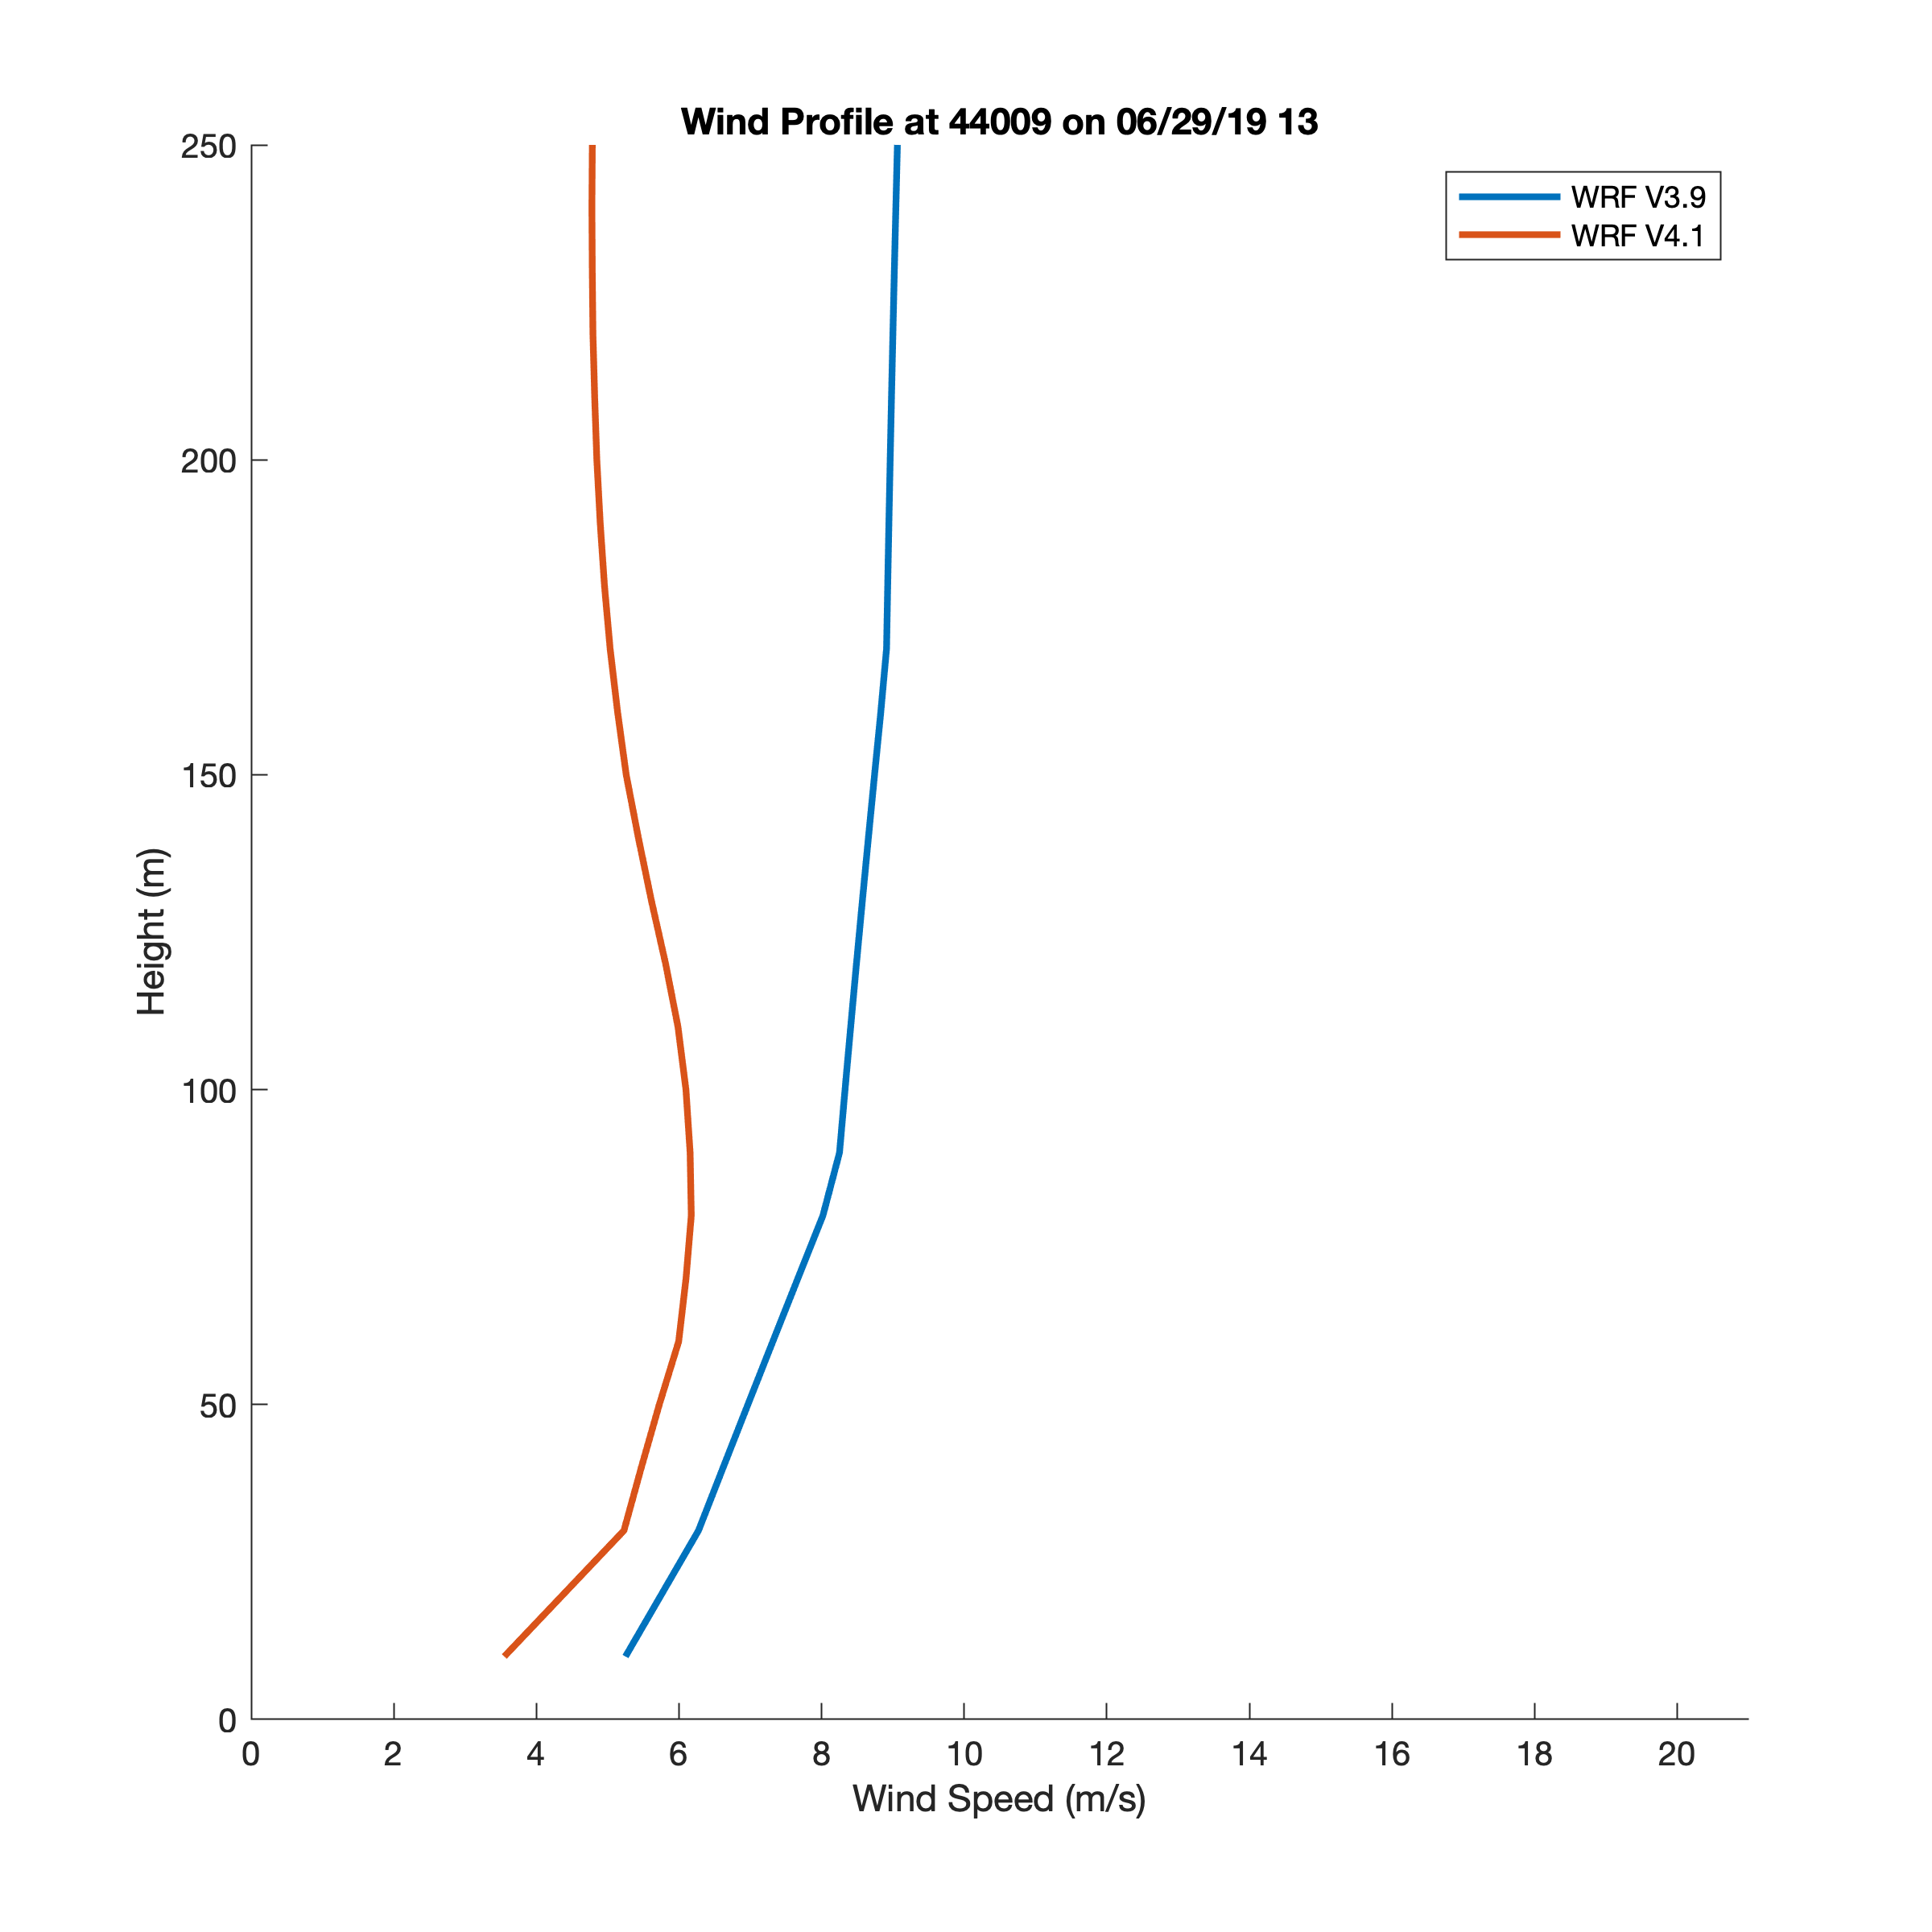 Wind Profile at 44009 on 06/29/19 13
WRF V3.9
WRF V4.1
250
200
150
100
50
0
Height (m)
0 2 4 6 8 10 12 14 16 18 20
Wind Speed (m/s)